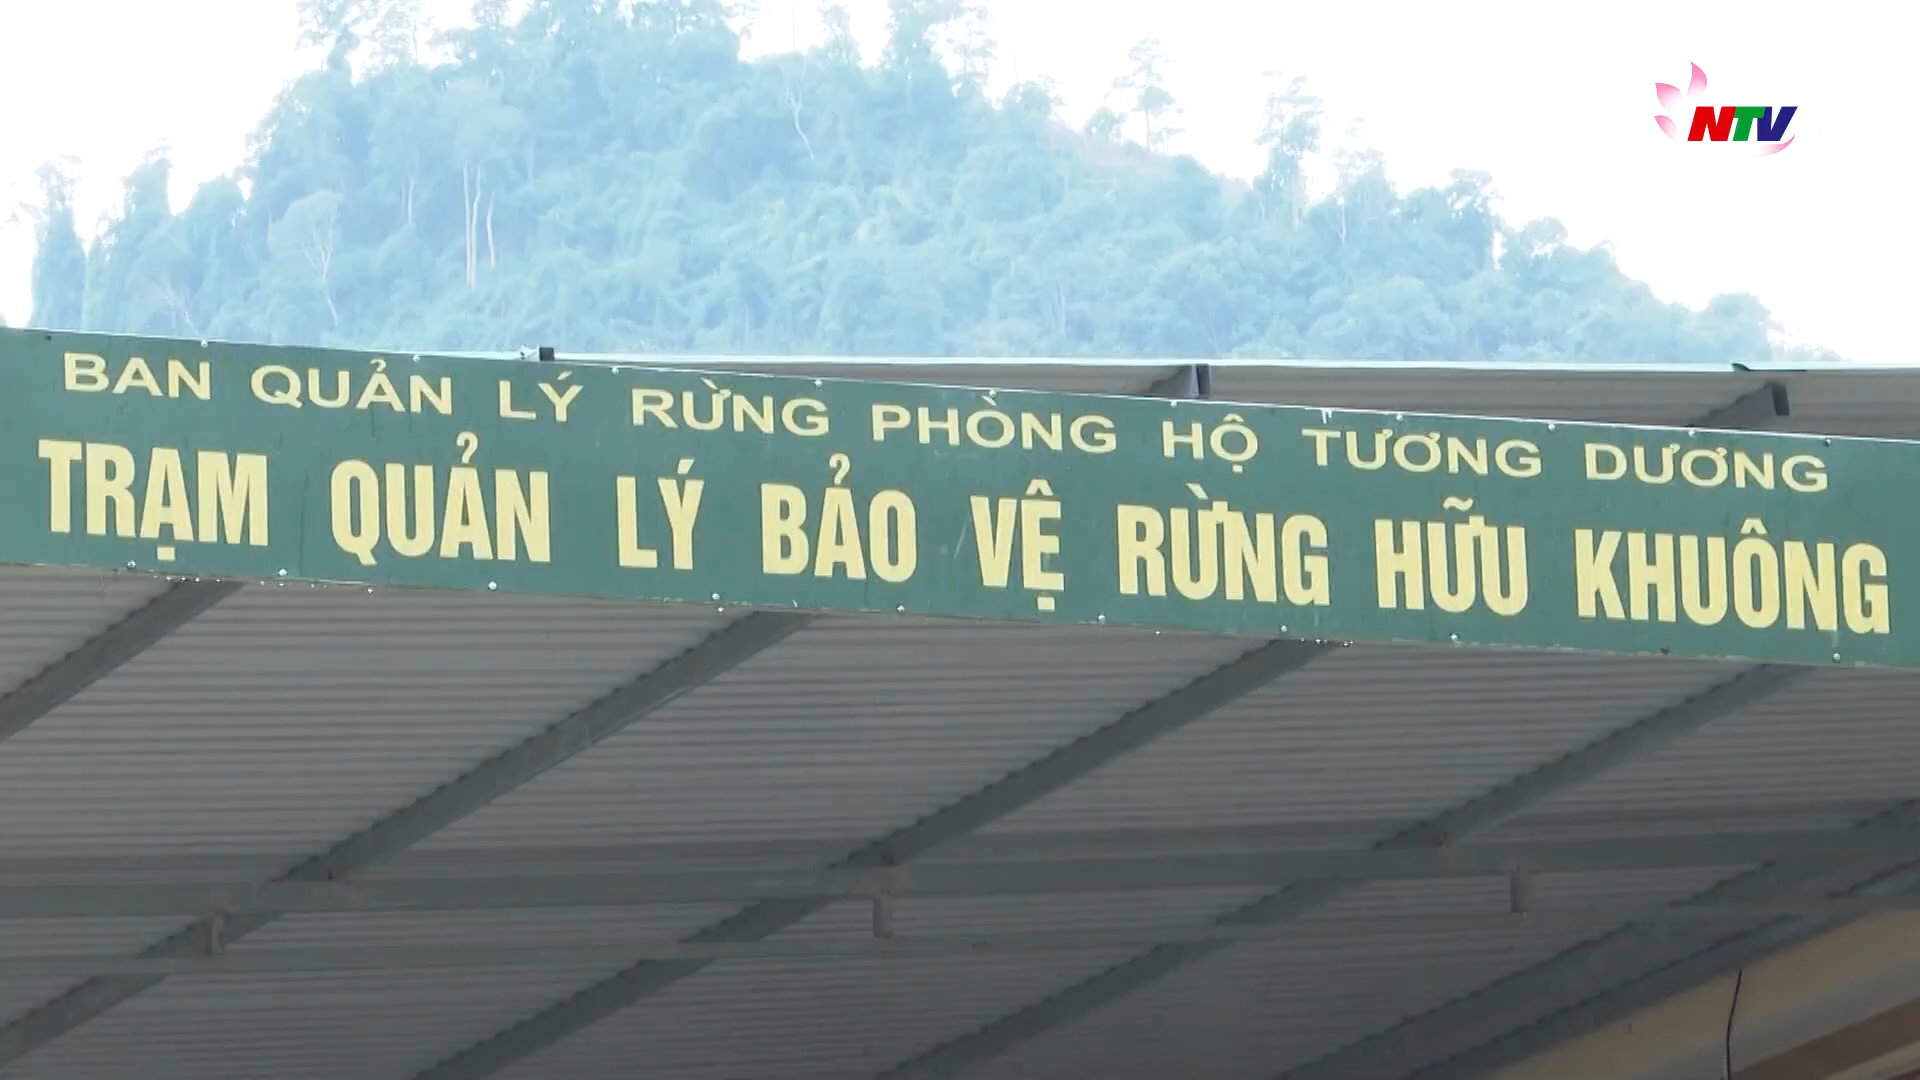 NTV
BAN QUẢN LÝ RỪNG PHÒNG HỘ TƯƠNG DƯƠNG
TRẠM QUẢN LÝ BẢO VỆ RỪNG HỮU KHUÔNG